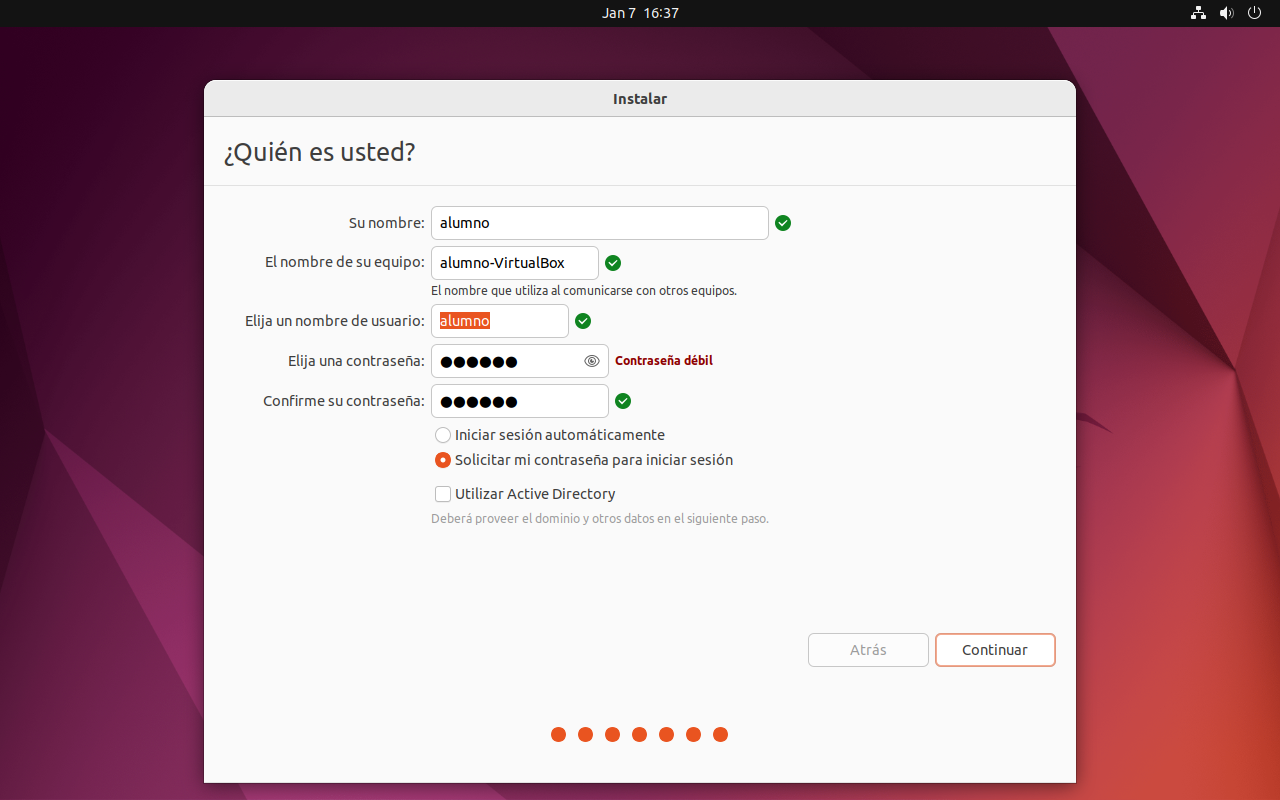 Jan 7 16:37
Instalar
¿Quién es usted?
Su nombre: alumno
El nombre de su equipo: alumno-VirtualBox
El nombre que utiliza al comunicarse con otros equipos.
Elija un nombre de usuario: alumno
Elija una contraseña: ●●●●●● Contraseña débil
Confirme su contraseña: ●●●●●●
Iniciar sesión automáticamente
Solicitar mi contraseña para iniciar sesión
Utilizar Active Directory
Deberá proveer el dominio y otros datos en el siguiente paso.
Atrás Continuar